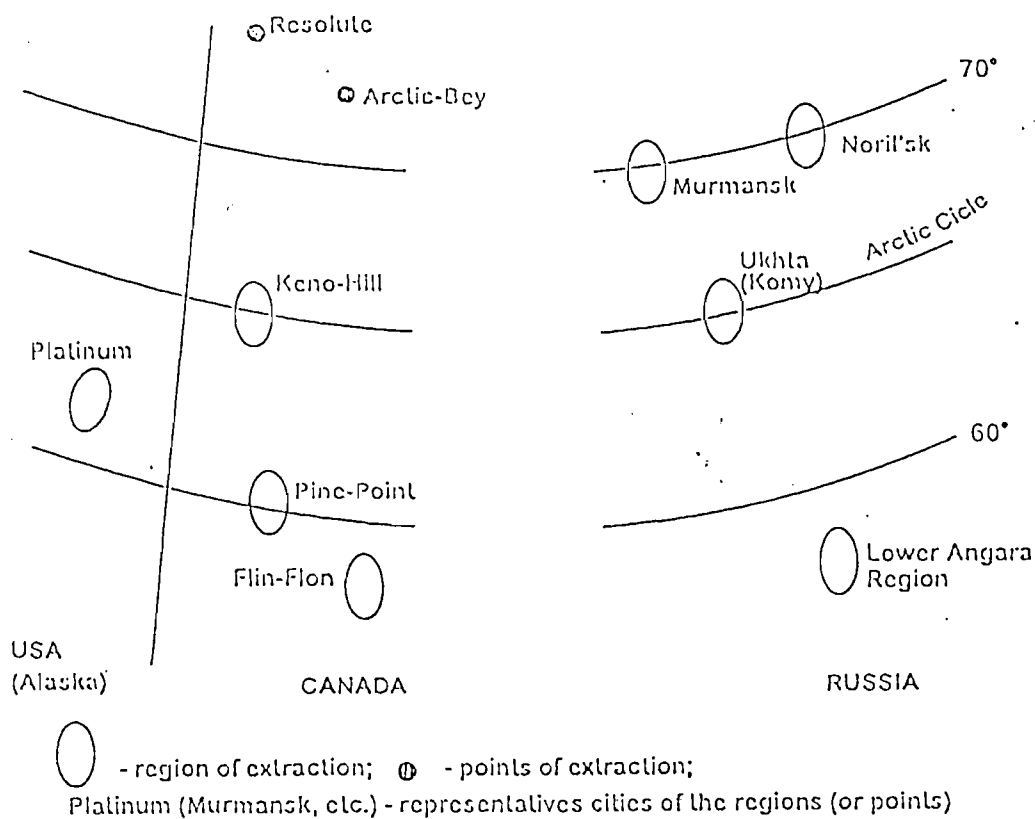 Resolute
Arctic-Bey
70°
Noril'sk
Murmansk
Arctic Cicle
Ukhta
(Komy)
Keno-Hill
Platinum
60°
Pine-Point
Flin-Flon
Lower Angara
Region
USA
(Alaska)
CANADA
RUSSIA
- region of extraction; - points of extraction;
Platinum (Murmansk, etc.) - representatives cities of the regions (or points)